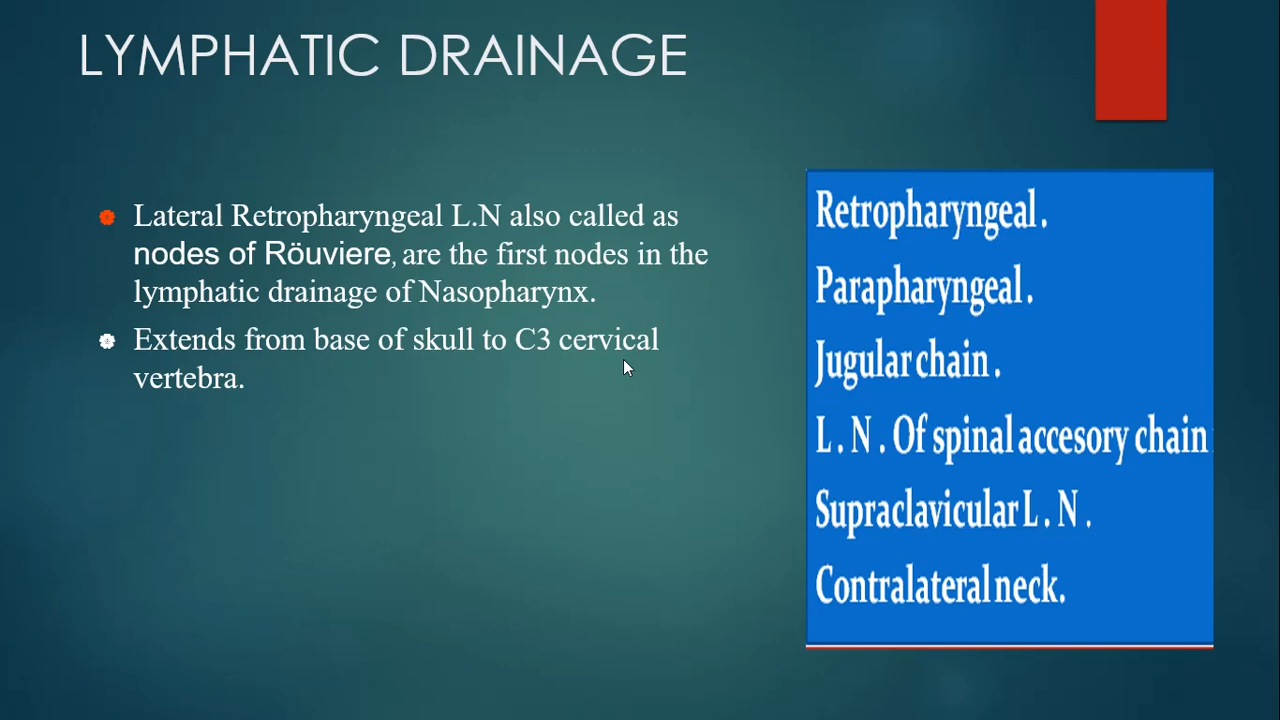 LYMPHATIC DRAINAGE
Lateral Retropharyngeal L.N also called as
nodes of Röuviere, are the first nodes in the
lymphatic drainage of Nasopharynx.
Extends from base of skull to C3 cervical
vertebra.
Retropharyngeal .
Parapharyngeal .
Jugular chain .
L . N . Of spinal accesory chain
Supraclavicular L . N .
Contralateral neck.